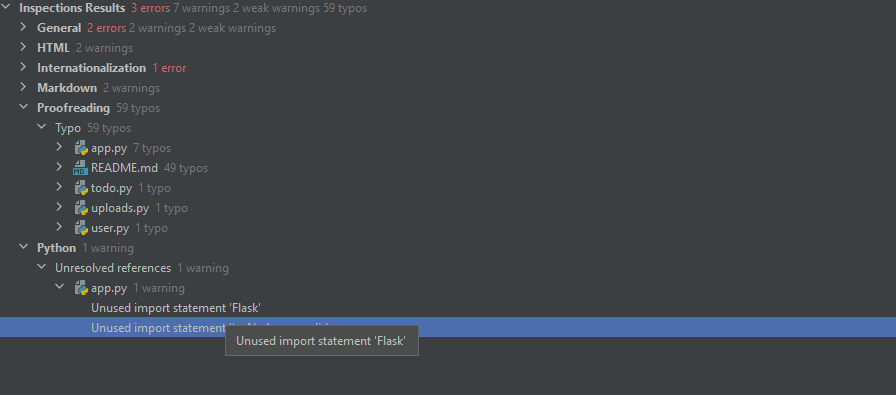 Inspections Results 3 errors 7 warnings 2 weak warnings 59 typos
General 2 errors 2 warnings 2 weak warnings
HTML 2 warnings
Internationalization 1 error
Markdown 2 warnings
Proofreading 59 typos
Typo 59 typos
app.py 7 typos
MD README.md 49 typos
todo.py 1 typo
uploads.py 1 typo
user.py 1 typo
Python 1 warning
Unresolved references 1 warning
app.py 1 warning
Unused import statement 'Flask'
Unused import statement
Unused import statement 'Flask'